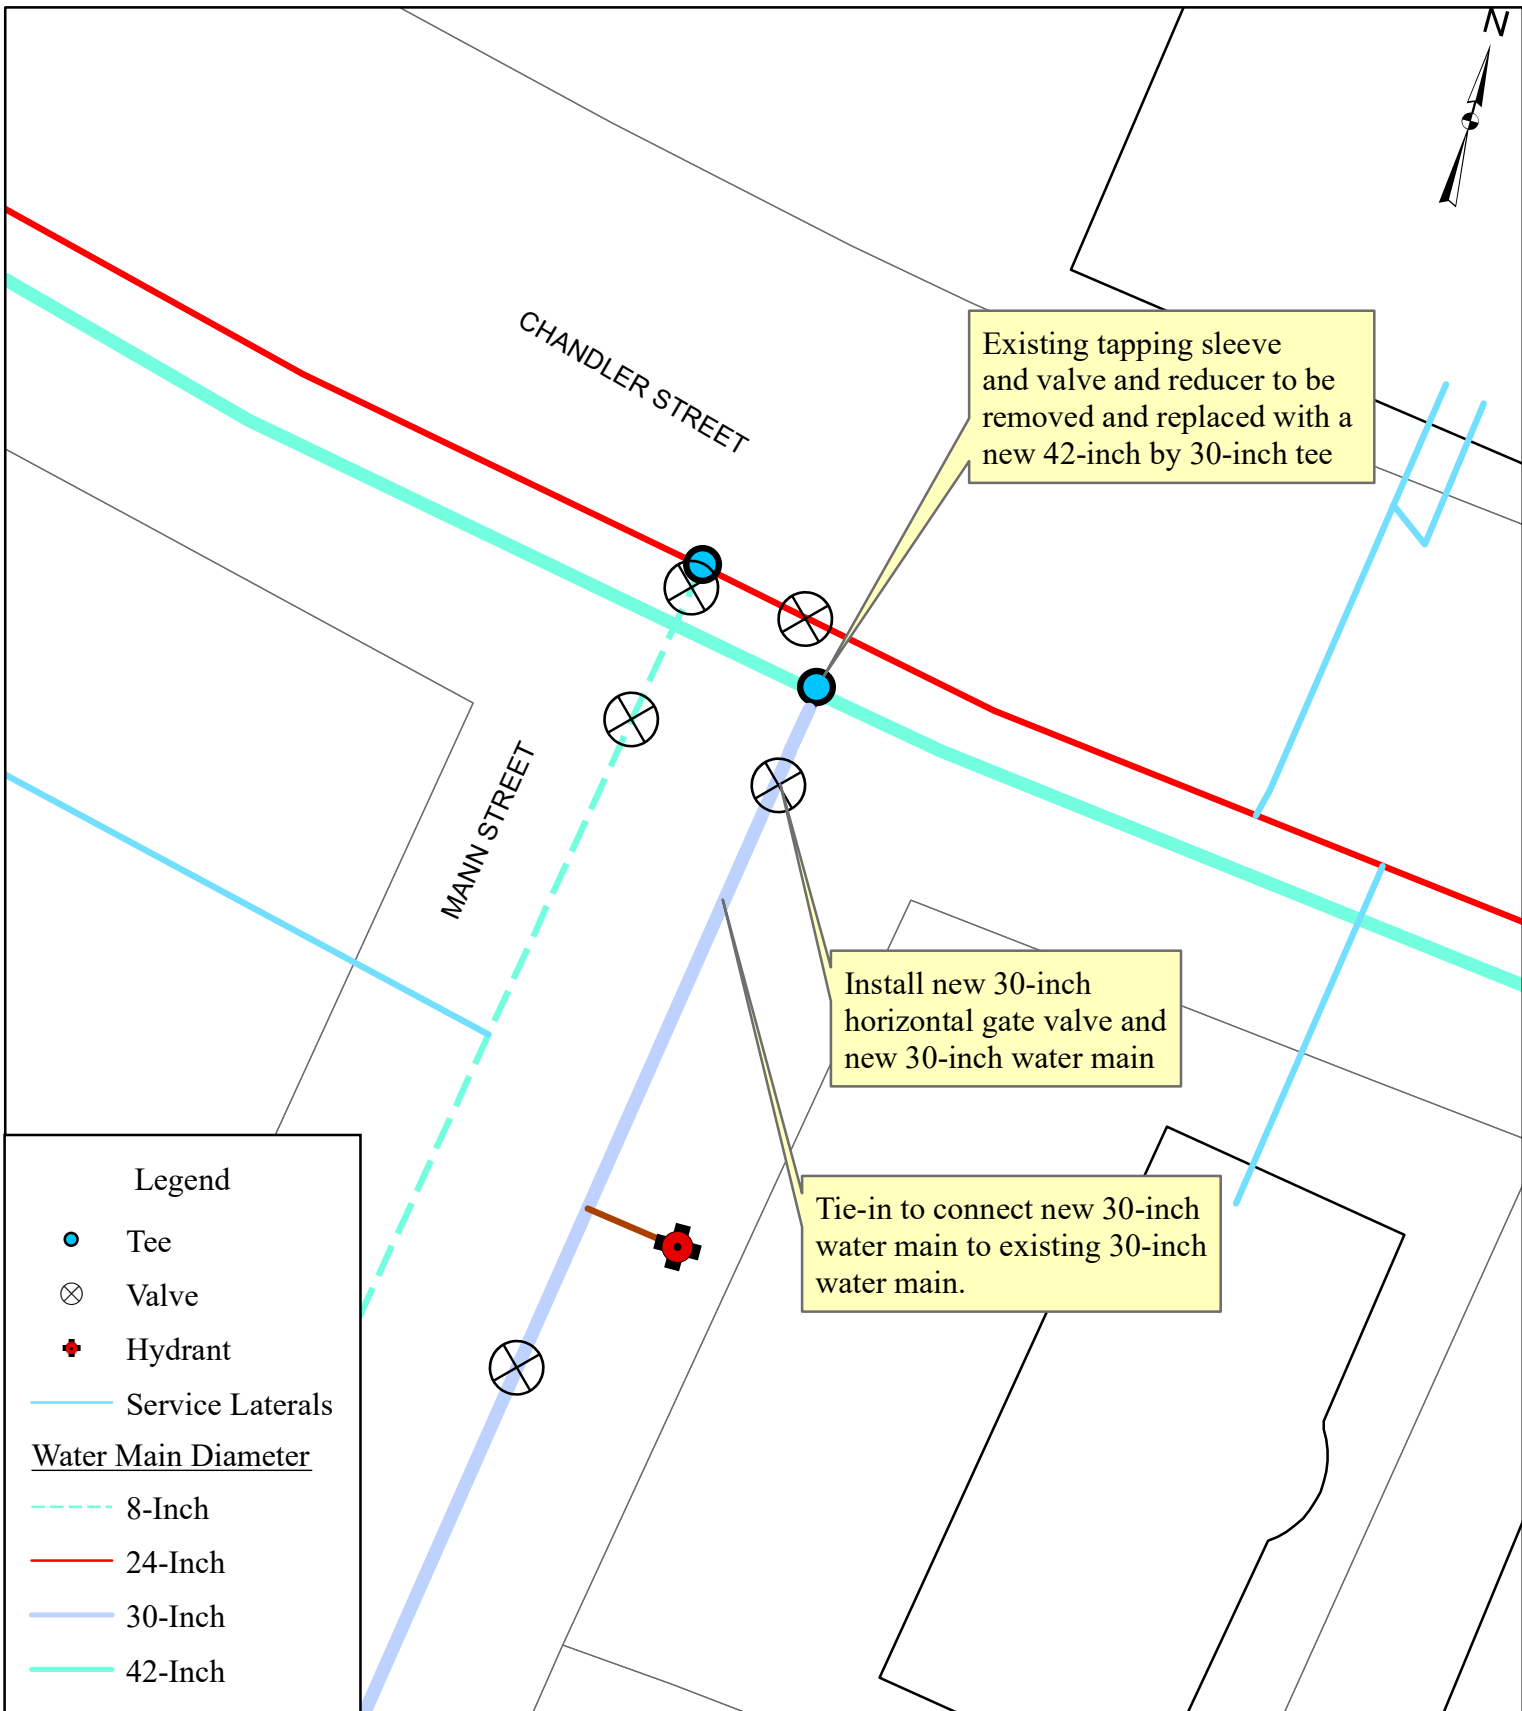 N
CHANDLER STREET
Existing tapping sleeve
and valve and reducer to be
removed and replaced with a
new 42-inch by 30-inch tee
MANN STREET
Install new 30-inch
horizontal gate valve and
new 30-inch water main
Tie-in to connect new 30-inch
water main to existing 30-inch
water main.
Legend
Tee
Valve
Hydrant
Service Laterals
Water Main Diameter
8-Inch
24-Inch
30-Inch
42-Inch